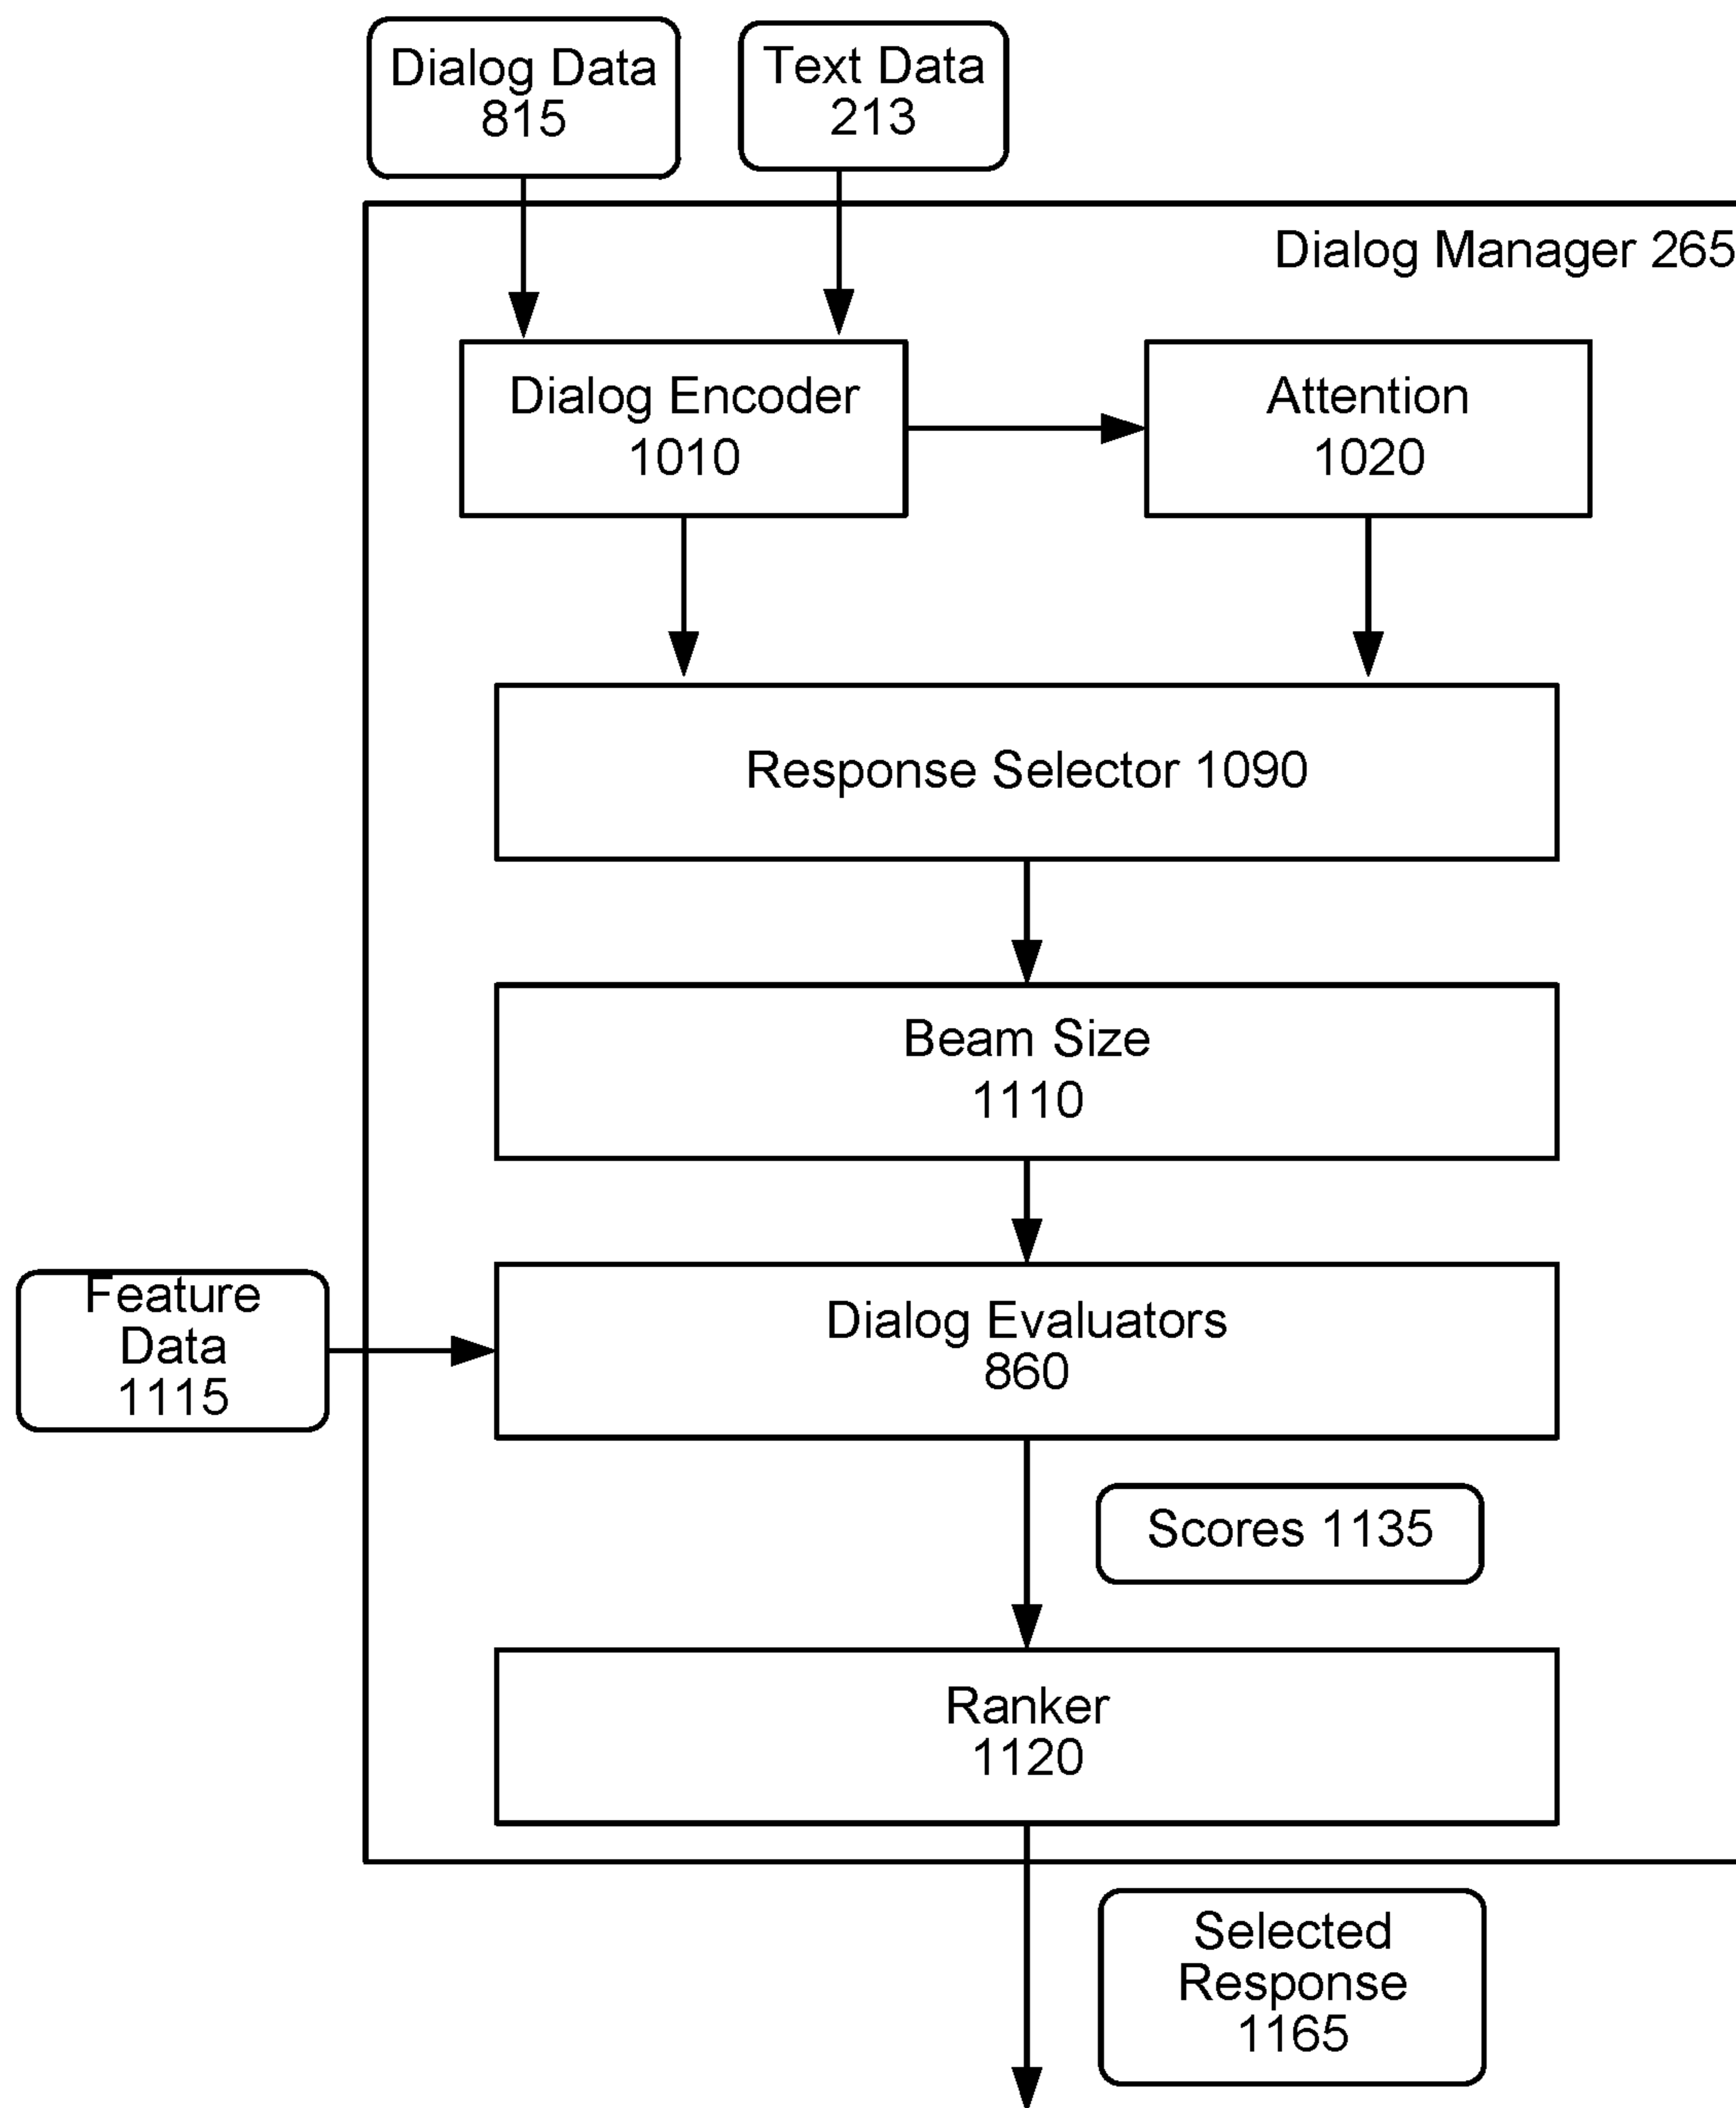 Dialog Data
815
Text Data
213
Dialog Manager 265
Dialog Encoder
1010
Attention
1020
Response Selector 1090
Beam Size
1110
Feature
Data
1115
Dialog Evaluators
860
Scores 1135
Ranker
1120
Selected
Response
1165